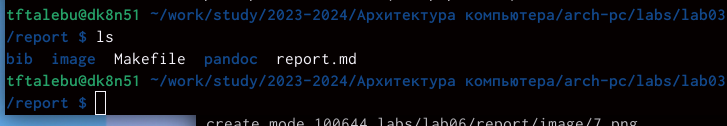 tftalebu@dk8n51 ~/work/study/2023-2024/Архитектура компьютера/arch-pc/labs/lab03
/report $ ls
bib image Makefile pandoc report.md
tftalebu@dk8n51 ~/work/study/2023-2024/Архитектура компьютера/arch-pc/labs/lab03
/report $
create mode 100644 labs/lab06/report/image/7.png